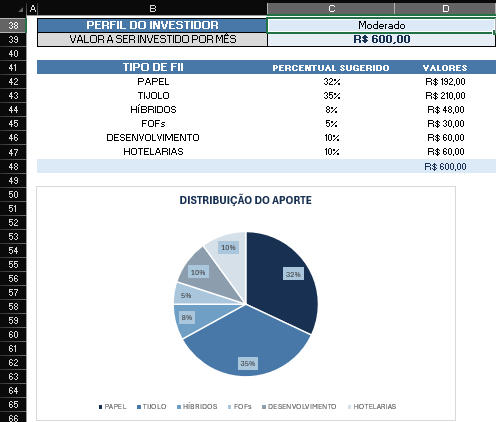 A B C D
38 PERFIL DO INVESTIDOR Moderado
39 VALOR A SER INVESTIDO POR MÊS R$ 600,00
40
41 TIPO DE FII PERCENTUAL SUGERIDO VALORES
42 PAPEL 32% R$ 192,00
43 TIJOLO 35% R$ 210,00
44 HÍBRIDOS 8% R$ 48,00
45 FOFs 5% R$ 30,00
46 DESENVOLVIMENTO 10% R$ 60,00
47 HOTELARIAS 10% R$ 60,00
48 R$ 600,00
49
50
51 DISTRIBUIÇÃO DO APORTE
52
53
54 10%
55
56 10% 32%
57
58 5%
59 8%
60
61
62 35%
63
64
65 PAPEL TIJOLO HÍBRIDOS FOFs DESENVOLVIMENTO HOTELARIAS
66